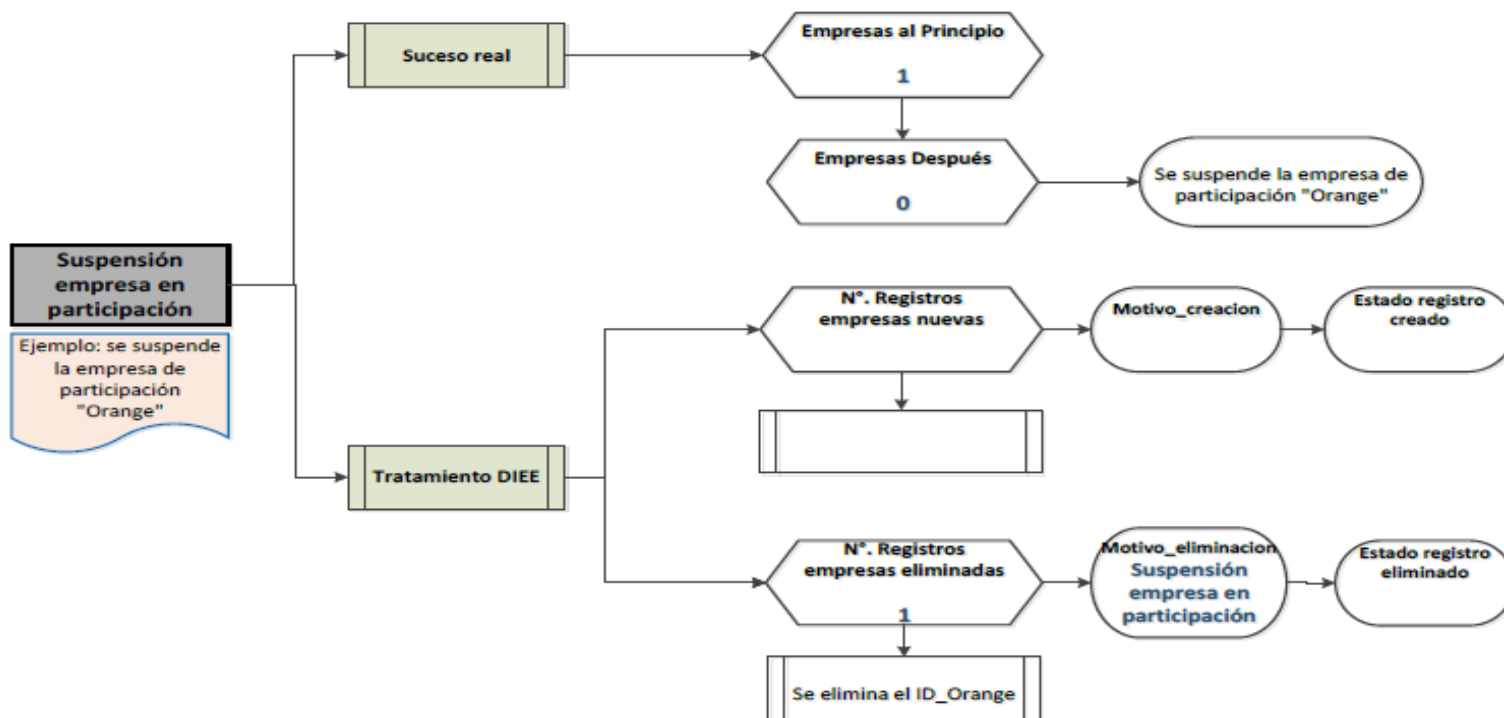 Suceso real
Empresas al Principio
1
Empresas Después
0
Se suspende la empresa de
participación "Orange"
Suspensión
empresa en
participación
Ejemplo: se suspende
la empresa de
participación
"Orange"
Tratamiento DIEE
N°. Registros
empresas nuevas
Motivo_creacion
Estado registro
creado
N°. Registros
empresas eliminadas
1
Motivo_eliminacion
Suspensión
empresa en
participación
Estado registro
eliminado
Se elimina el ID_Orange